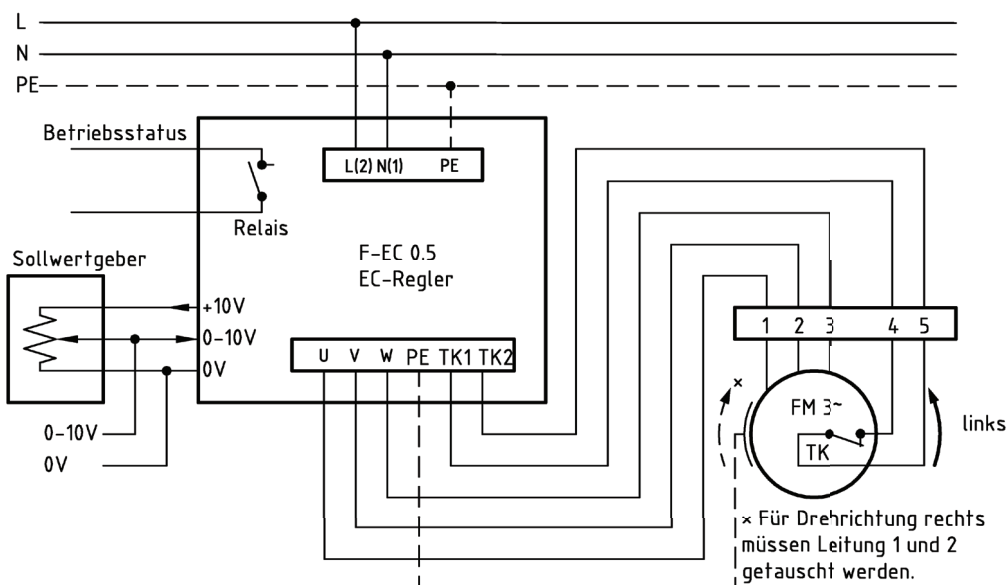 L
N
PE
Betriebsstatus
L(2) N(1) PE
Relais
F-EC 0.5
EC-Regler
Sollwertgeber
+10V
0-10V
0V
U V W PE TK1 TK2
0-10V
0V
1 2 3 4 5
×
FM 3~
TK
links
× Für Drehrichtung rechts
müssen Leitung 1 und 2
getauscht werden.